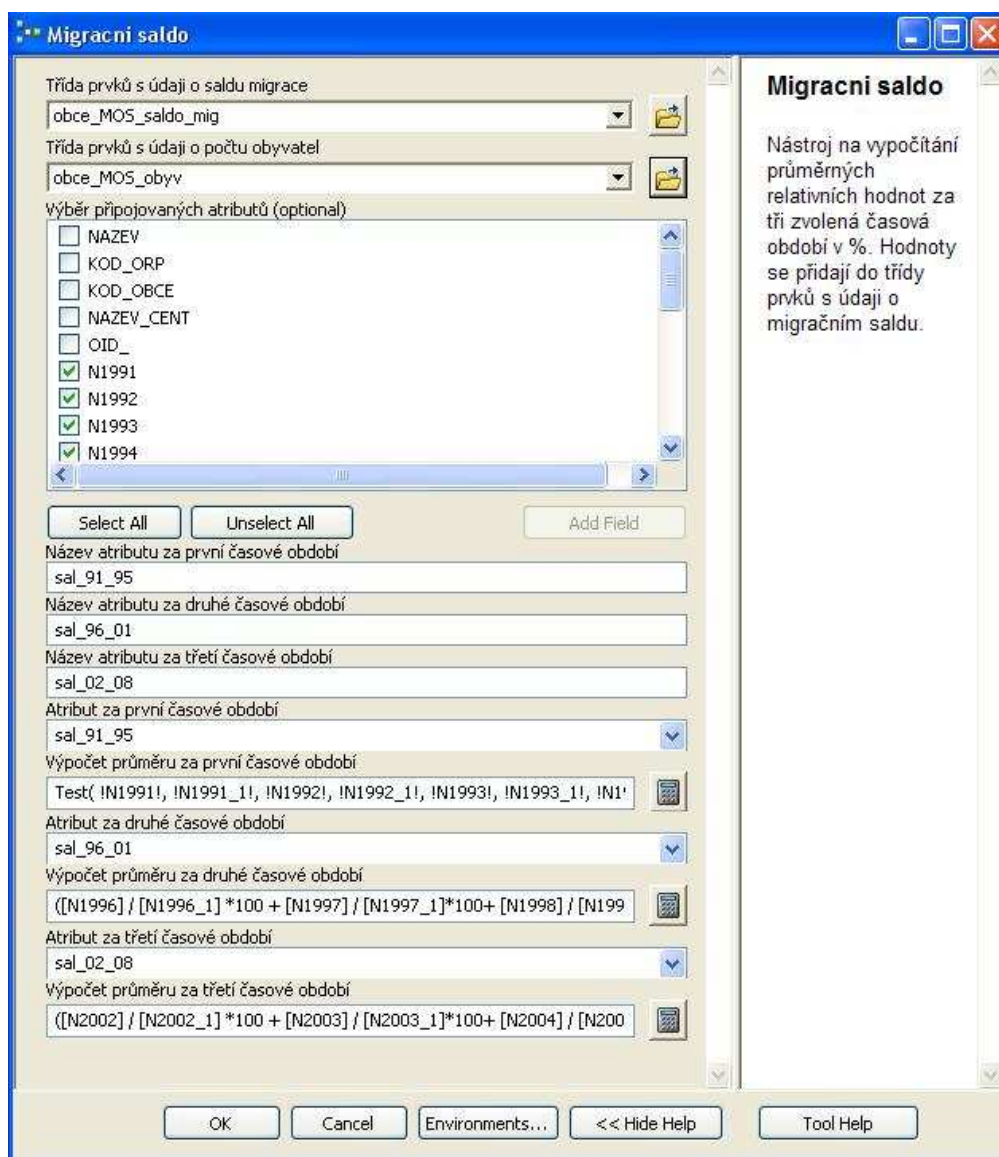 Migracni saldo
Třída prvků s údaji o saldu migrace
obce_MOS_saldo_mig
Třída prvků s údaji o počtu obyvatel
obce_MOS_obyv
Výběr připojovaných atributů (optional)
NAZEV
KOD_ORP
KOD_OBCE
NAZEV_CENT
OID_
N1991
N1992
N1993
N1994
Select All
Unselect All
Add Field
Název atributu za první časové období
sal_91_95
Název atributu za druhé časové období
sal_96_01
Název atributu za třetí časové období
sal_02_08
Atribut za první časové období
sal_91_95
Výpočet průměru za první časové období
Test( !N1991!, !N1991_1!, !N1992!, !N1992_1!, !N1993!, !N1993_1!, !N1
Atribut za druhé časové období
sal_96_01
Výpočet průměru za druhé časové období
([N1996] / [N1996_1] *100 + [N1997] / [N1997_1]*100+ [N1998] / [N199
Atribut za třetí časové období
sal_02_08
Výpočet průměru za třetí časové období
([N2002] / [N2002_1] *100 + [N2003] / [N2003_1]*100+ [N2004] / [N200
Migracni saldo
Nástroj na vypočítání
průměrných
relativních hodnot za
tři zvolená časová
období v %. Hodnoty
se přidají do třídy
prvků s údaji o
migračním saldu.
OK
Cancel
Environments...
<< Hide Help
Tool Help